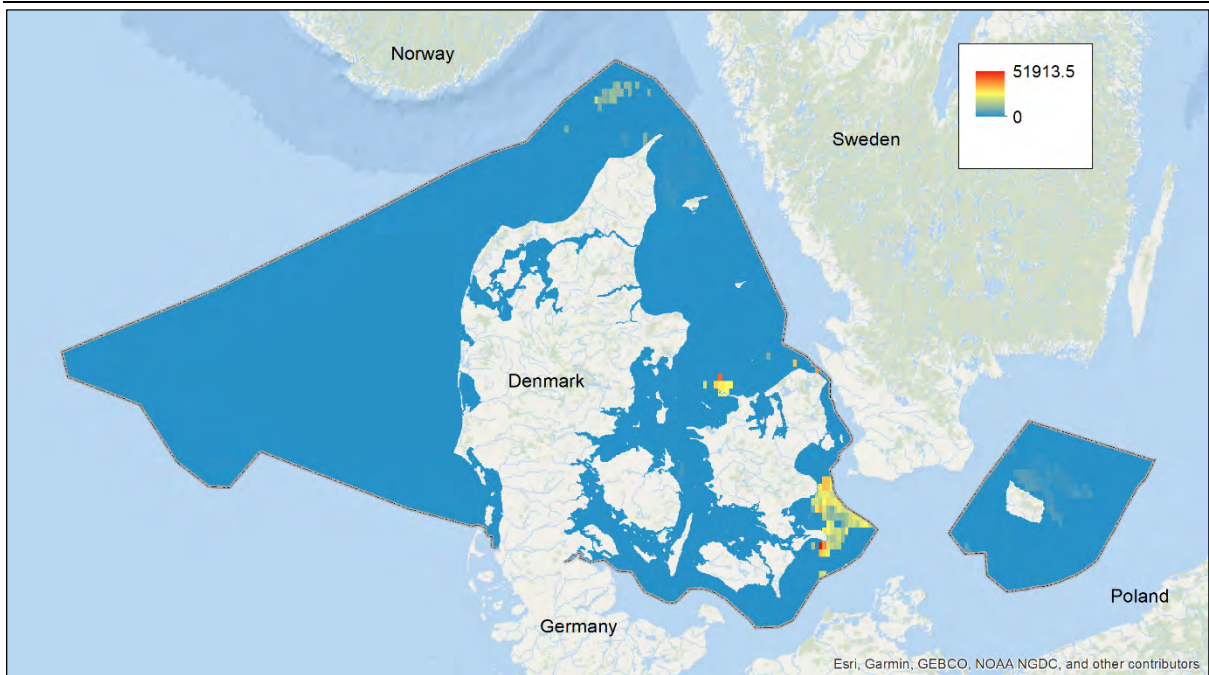 Norway
51913.5
0
Sweden
Denmark
Poland
Germany
Esri, Garmin, GEBCO, NOAA NGDC, and other contributors